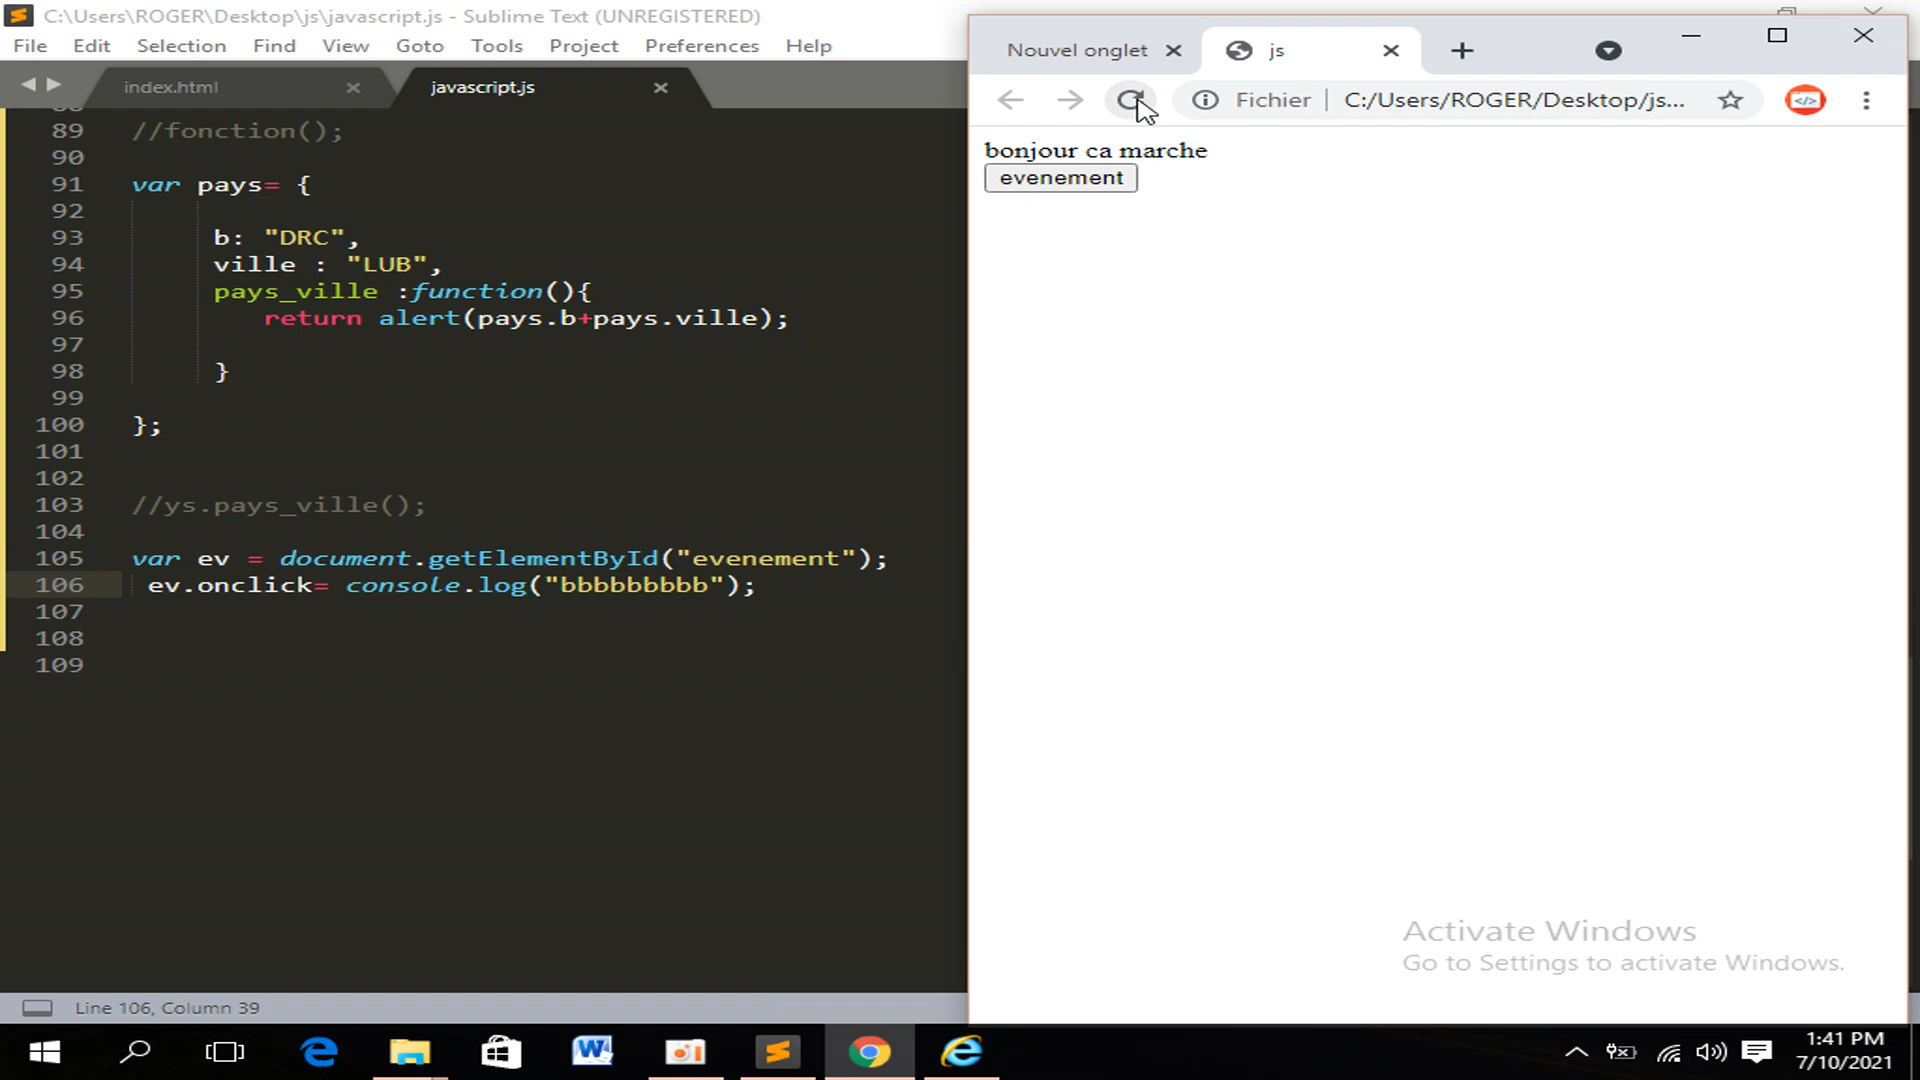 C:\Users\ROGER\Desktop\js\javascript.js - Sublime Text (UNREGISTERED)
File Edit Selection Find View Goto Tools Project Preferences Help
index.html
javascript.js
89 //fonction();
90
91 var pays= {
92
93 b: "DRC",
94 ville : "LUB",
95 pays_ville :function(){
96 return alert(pays.b+pays.ville);
97
98 }
99
100 };
101
102
103 //ys.pays_ville();
104
105 var ev = document.getElementById("evenement");
106 ev.onclick= console.log("bbbbbbbbb");
107
108
109
Line 106, Column 39
Nouvel onglet
js
Fichier C:/Users/ROGER/Desktop/js...
bonjour ca marche
evenement
Activate Windows
Go to Settings to activate Windows.
1:41 PM
7/10/2021